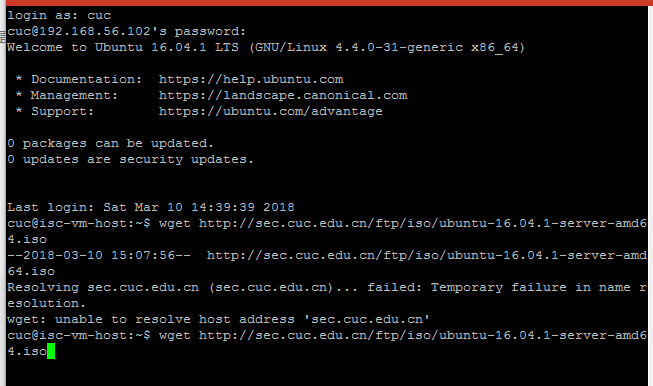 login as: cuc
cuc@192.168.56.102's password:
Welcome to Ubuntu 16.04.1 LTS (GNU/Linux 4.4.0-31-generic x86_64)
 * Documentation:  https://help.ubuntu.com
 * Management:     https://landscape.canonical.com
 * Support:        https://ubuntu.com/advantage
0 packages can be updated.
0 updates are security updates.
Last login: Sat Mar 10 14:39:39 2018
cuc@isc-vm-host:~$ wget http://sec.cuc.edu.cn/ftp/iso/ubuntu-16.04.1-server-amd6
4.iso
--2018-03-10 15:07:56--  http://sec.cuc.edu.cn/ftp/iso/ubuntu-16.04.1-server-amd
64.iso
Resolving sec.cuc.edu.cn (sec.cuc.edu.cn)... failed: Temporary failure in name r
esolution.
wget: unable to resolve host address 'sec.cuc.edu.cn'
cuc@isc-vm-host:~$ wget http://sec.cuc.edu.cn/ftp/iso/ubuntu-16.04.1-server-amd6
4.iso